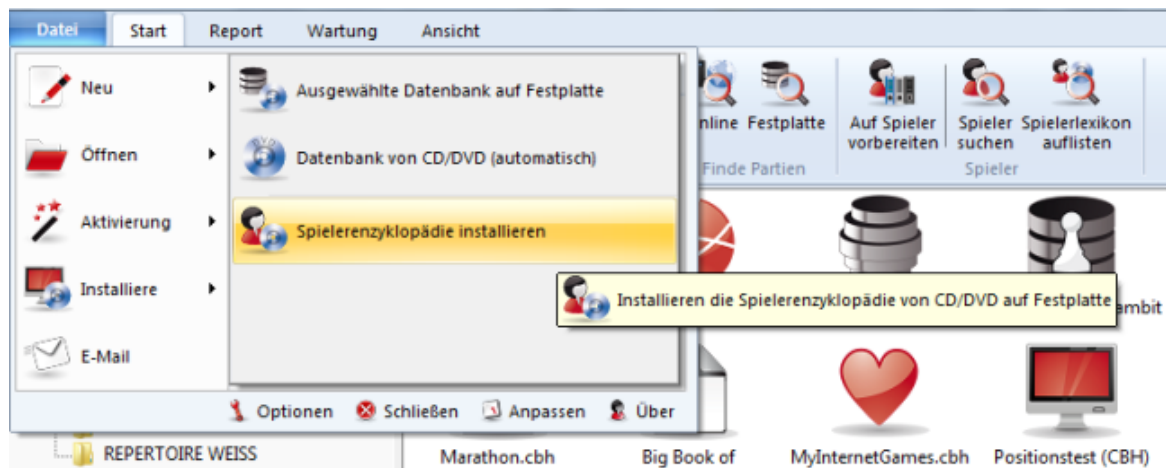 Datei Start Report Wartung Ansicht
Neu
Öffnen
Aktivierung
Installiere
E-Mail
Ausgewählte Datenbank auf Festplatte
Datenbank von CD/DVD (automatisch)
Spielerenzyklopädie installieren
Installieren die Spielerenzyklopädie von CD/DVD auf Festplatte
Optionen Schließen Anpassen Über
nline Festplatte
Finde Partien
Auf Spieler
vorbereiten
Spieler
suchen
Spielerlexikon
auflisten
Spieler
ambit
REPERTOIRE WEISS
Marathon.cbh Big Book of MyInternetGames.cbh Positionstest (CBH)